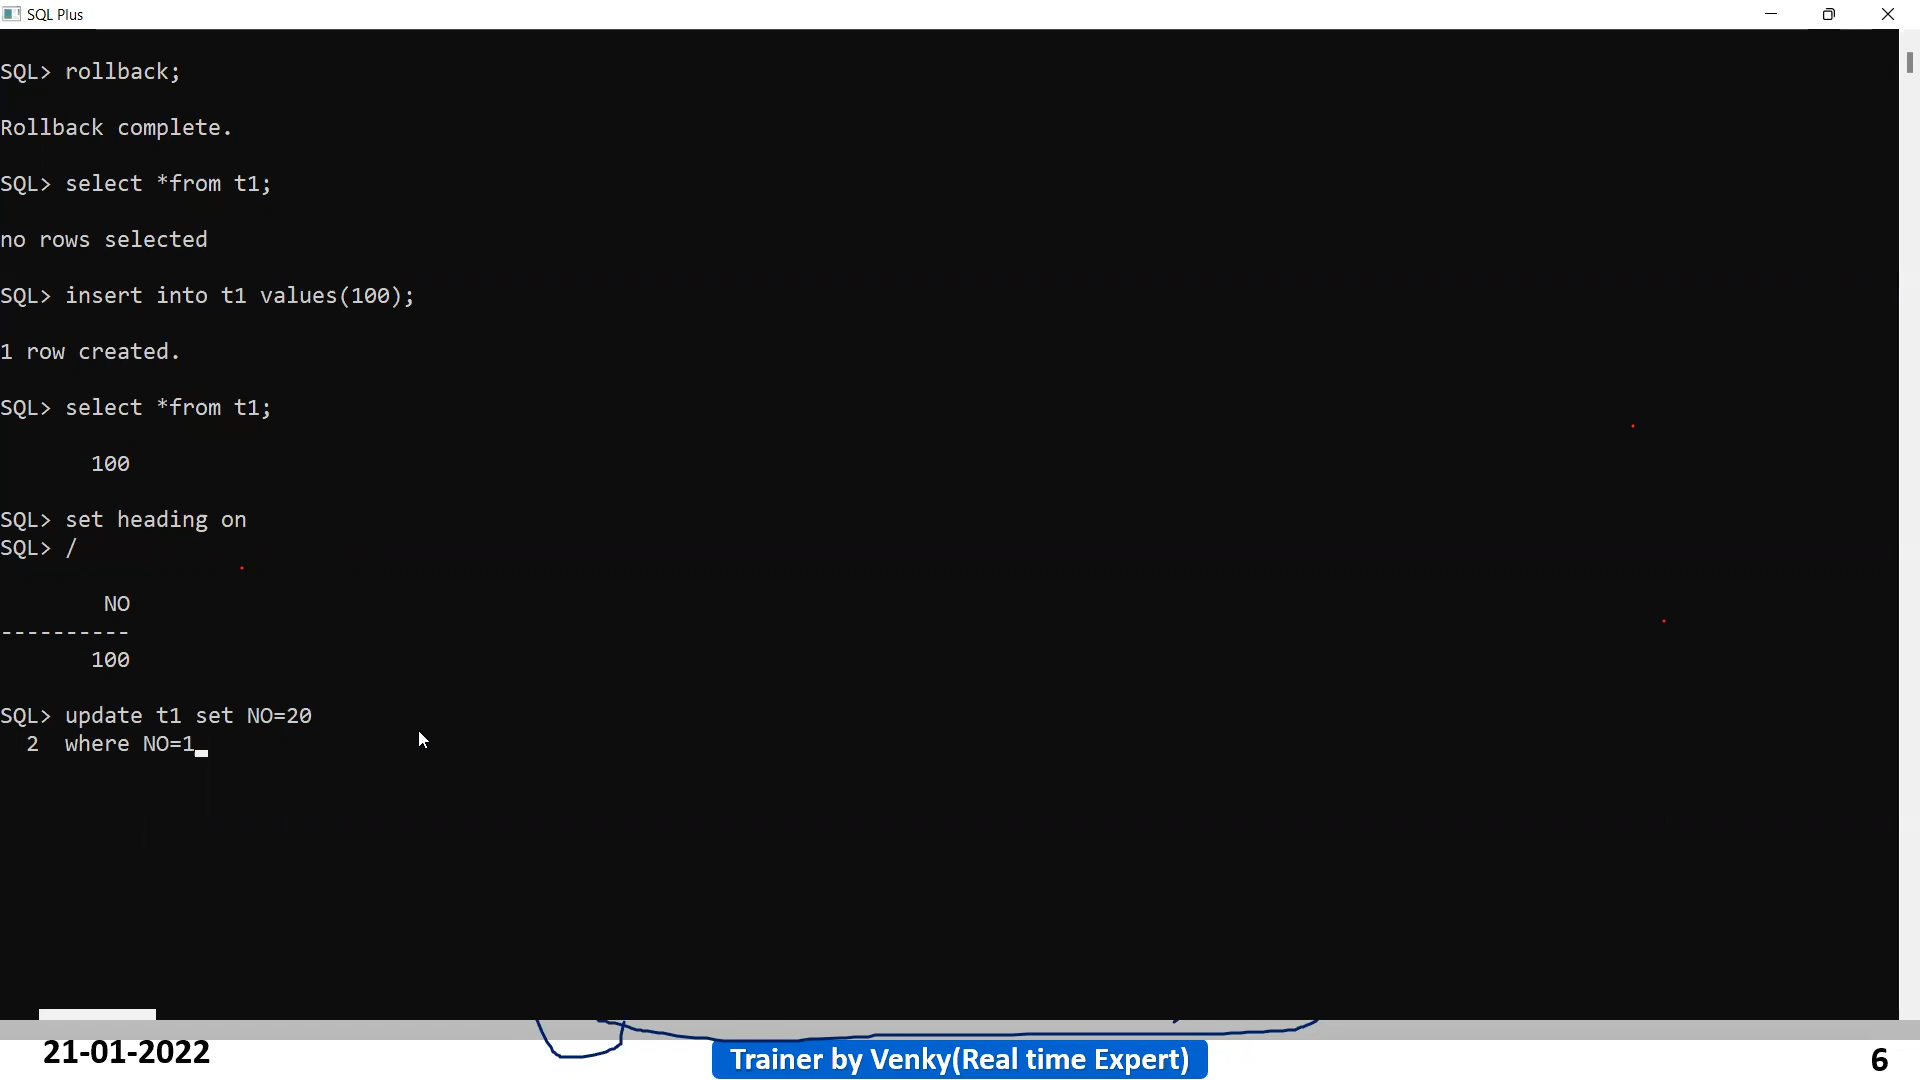 SQL Plus
SQL> rollback;
Rollback complete.
SQL> select *from t1;
no rows selected
SQL> insert into t1 values(100);
1 row created.
SQL> select *from t1;
100
SQL> set heading on
SQL> /
NO
----------
100
SQL> update t1 set NO=20
2 where NO=1
21-01-2022
Trainer by Venky(Real time Expert)
6